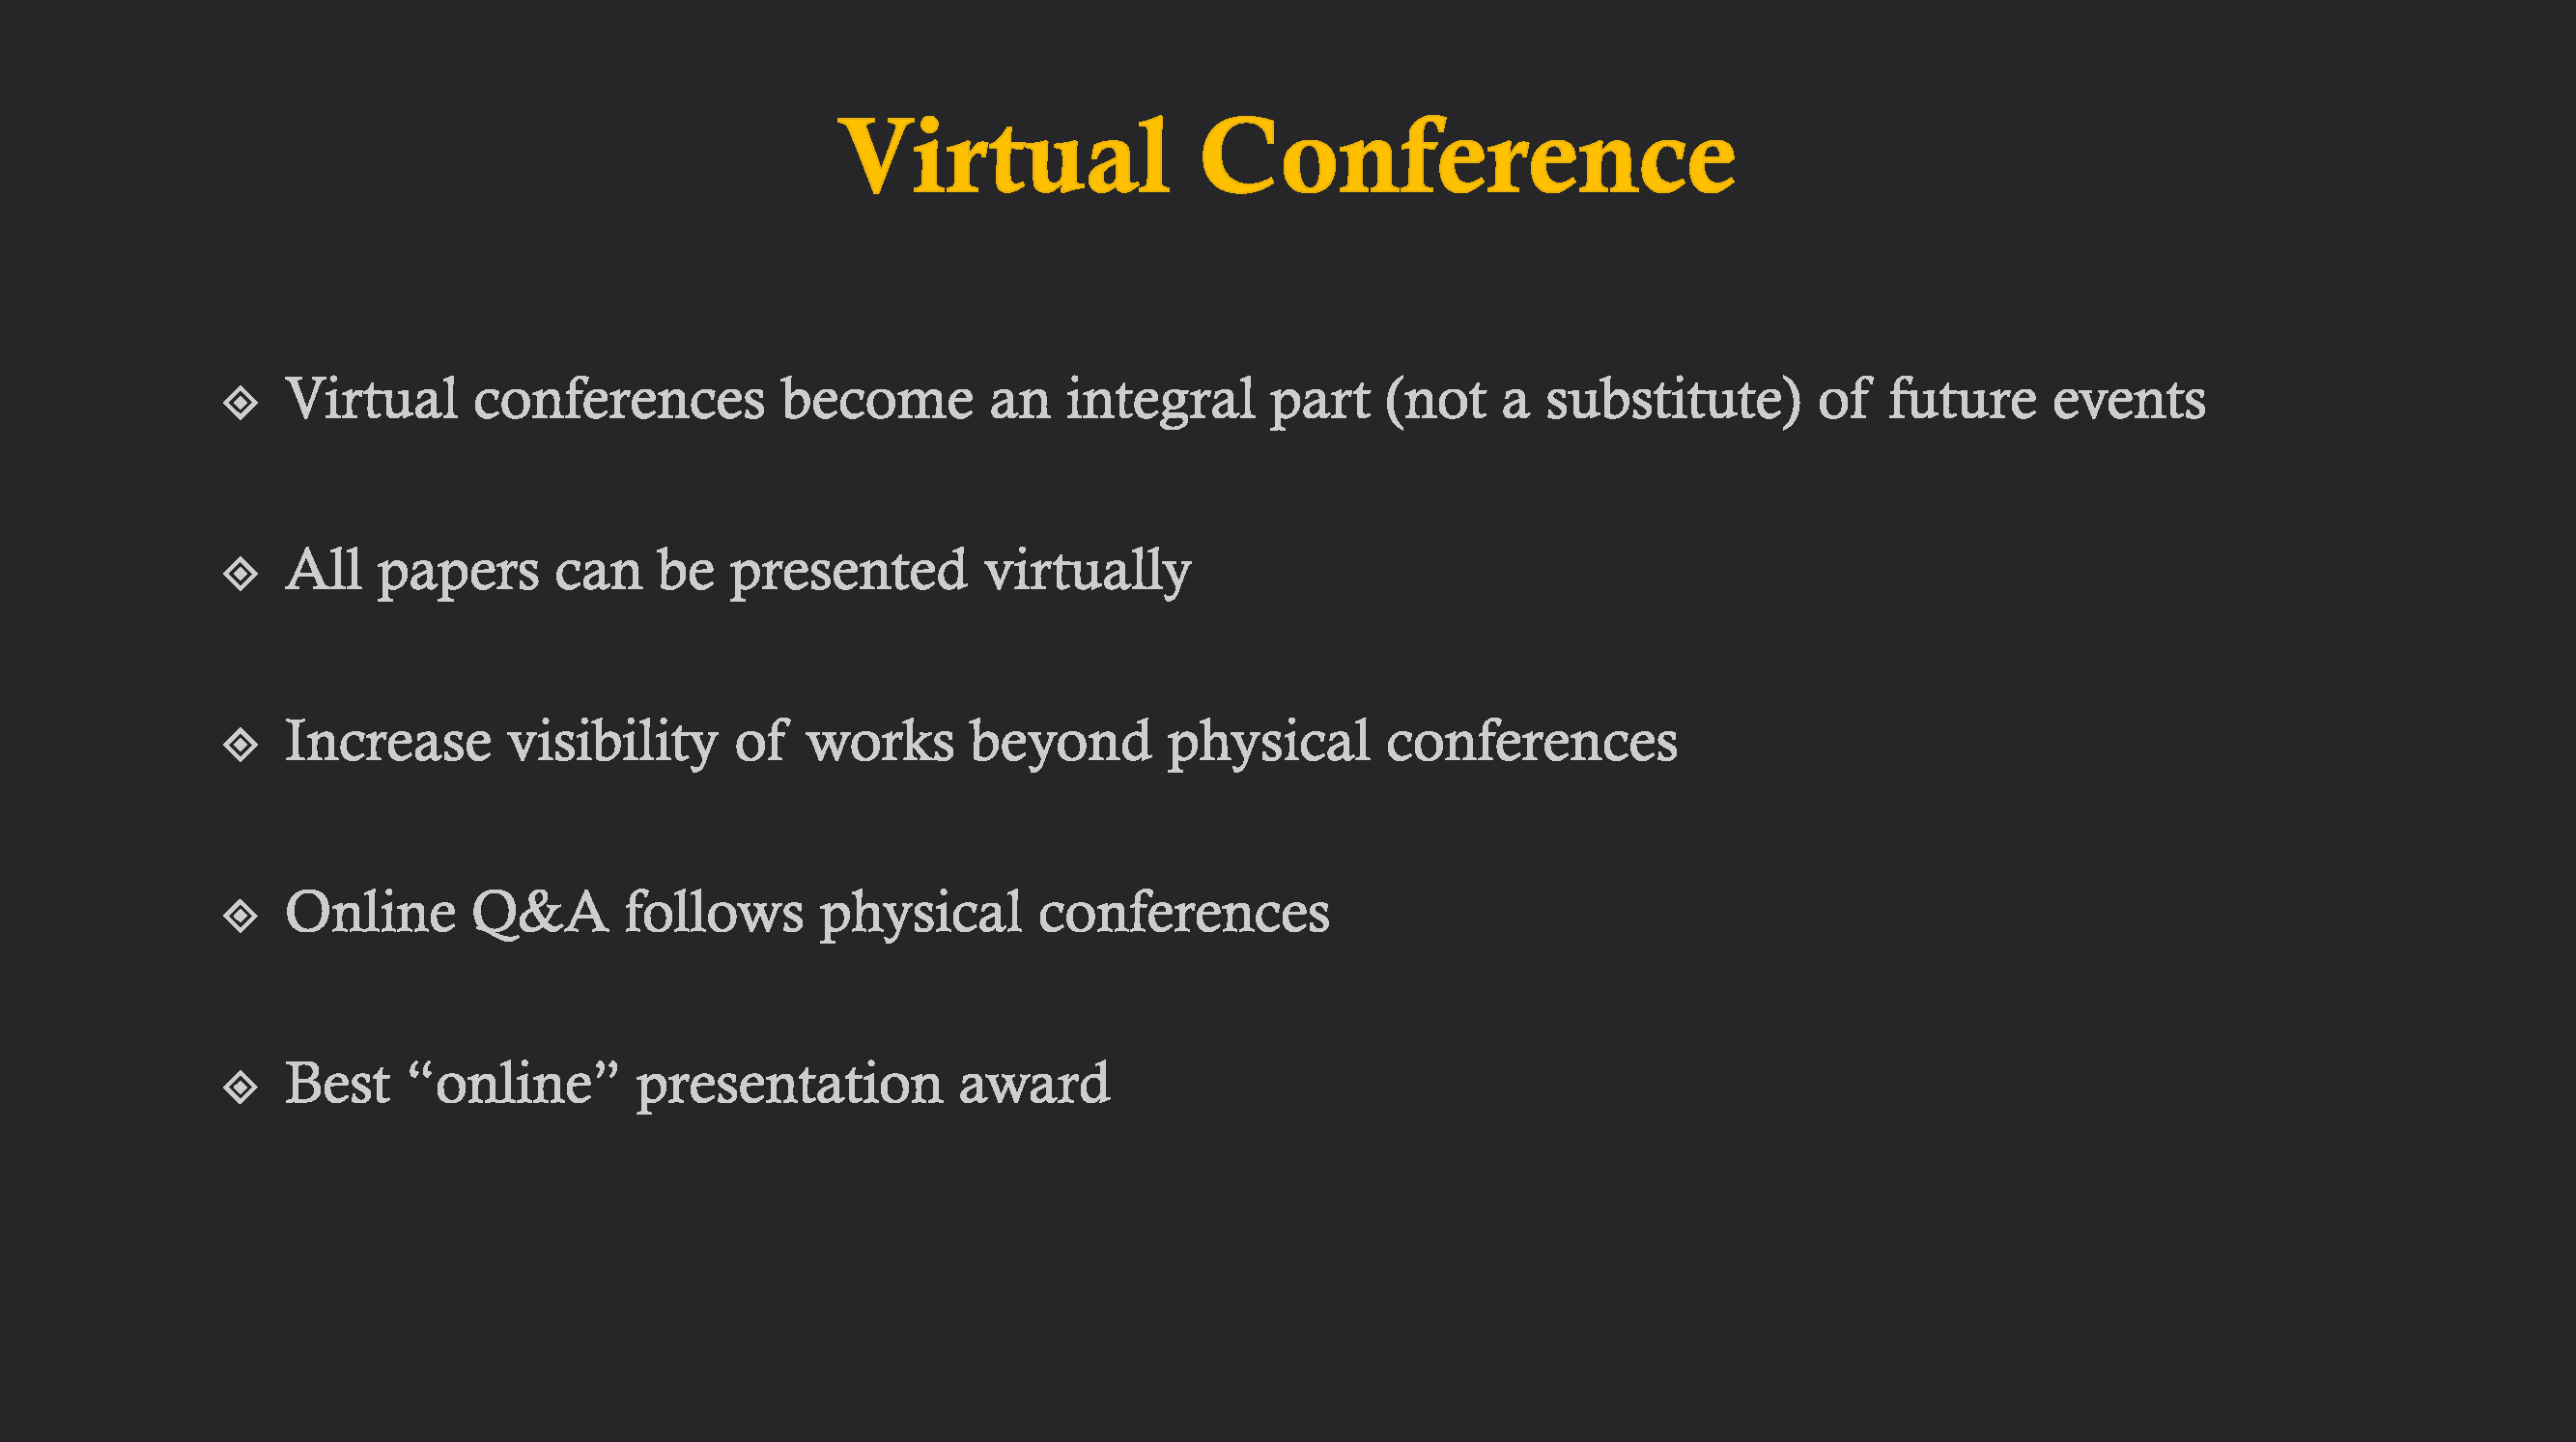 Virtual Conference
Virtual conferences become an integral part (not a substitute) of future events
All papers can be presented virtually
Increase visibility of works beyond physical conferences
Online Q&A follows physical conferences
Best “online” presentation award